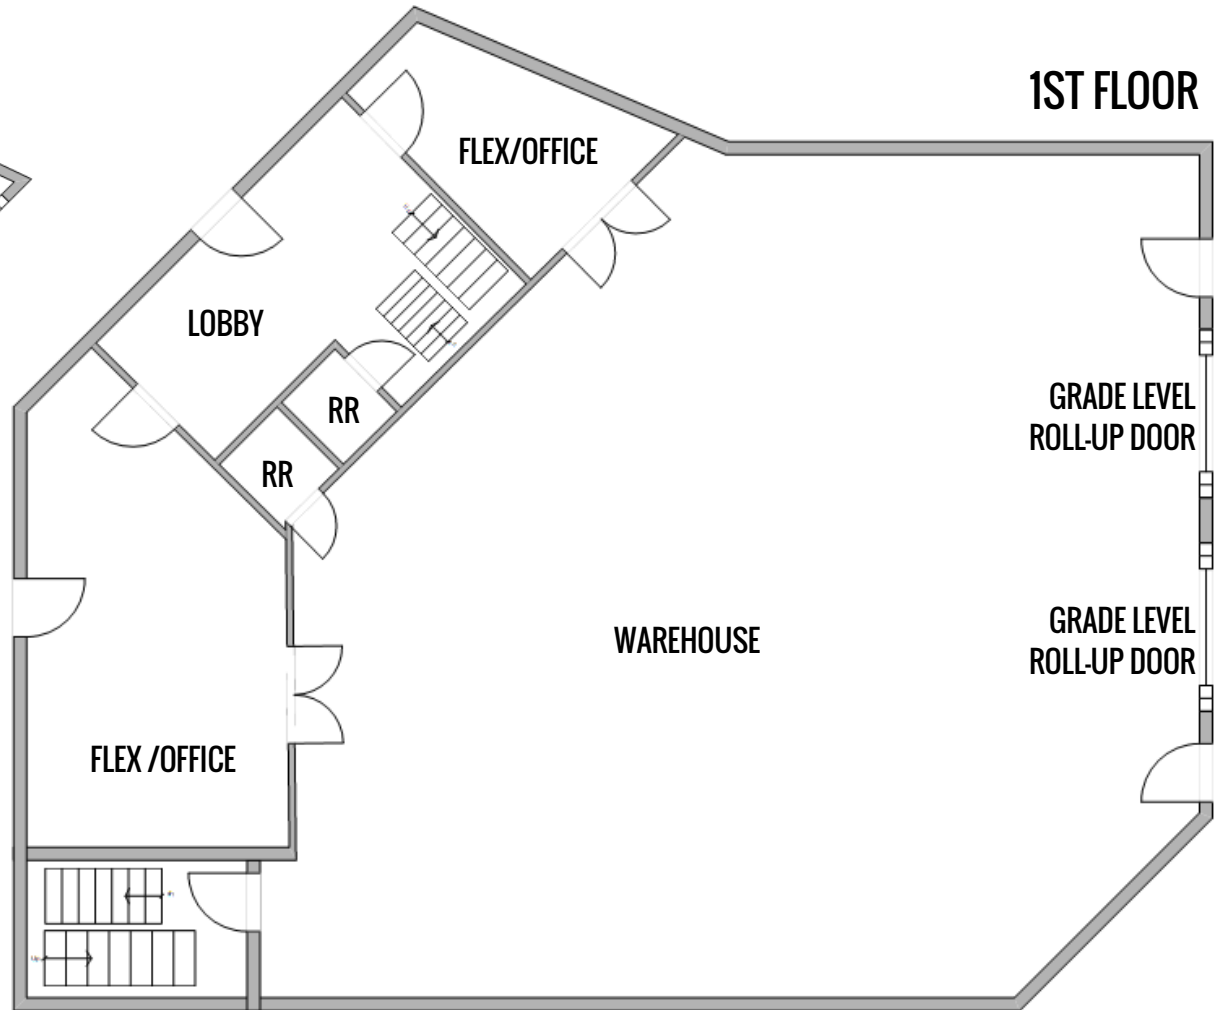 1ST FLOOR
FLEX/OFFICE
LOBBY
GRADE LEVEL
ROLL-UP DOOR
RR
RR
GRADE LEVEL
ROLL-UP DOOR
WAREHOUSE
FLEX /OFFICE